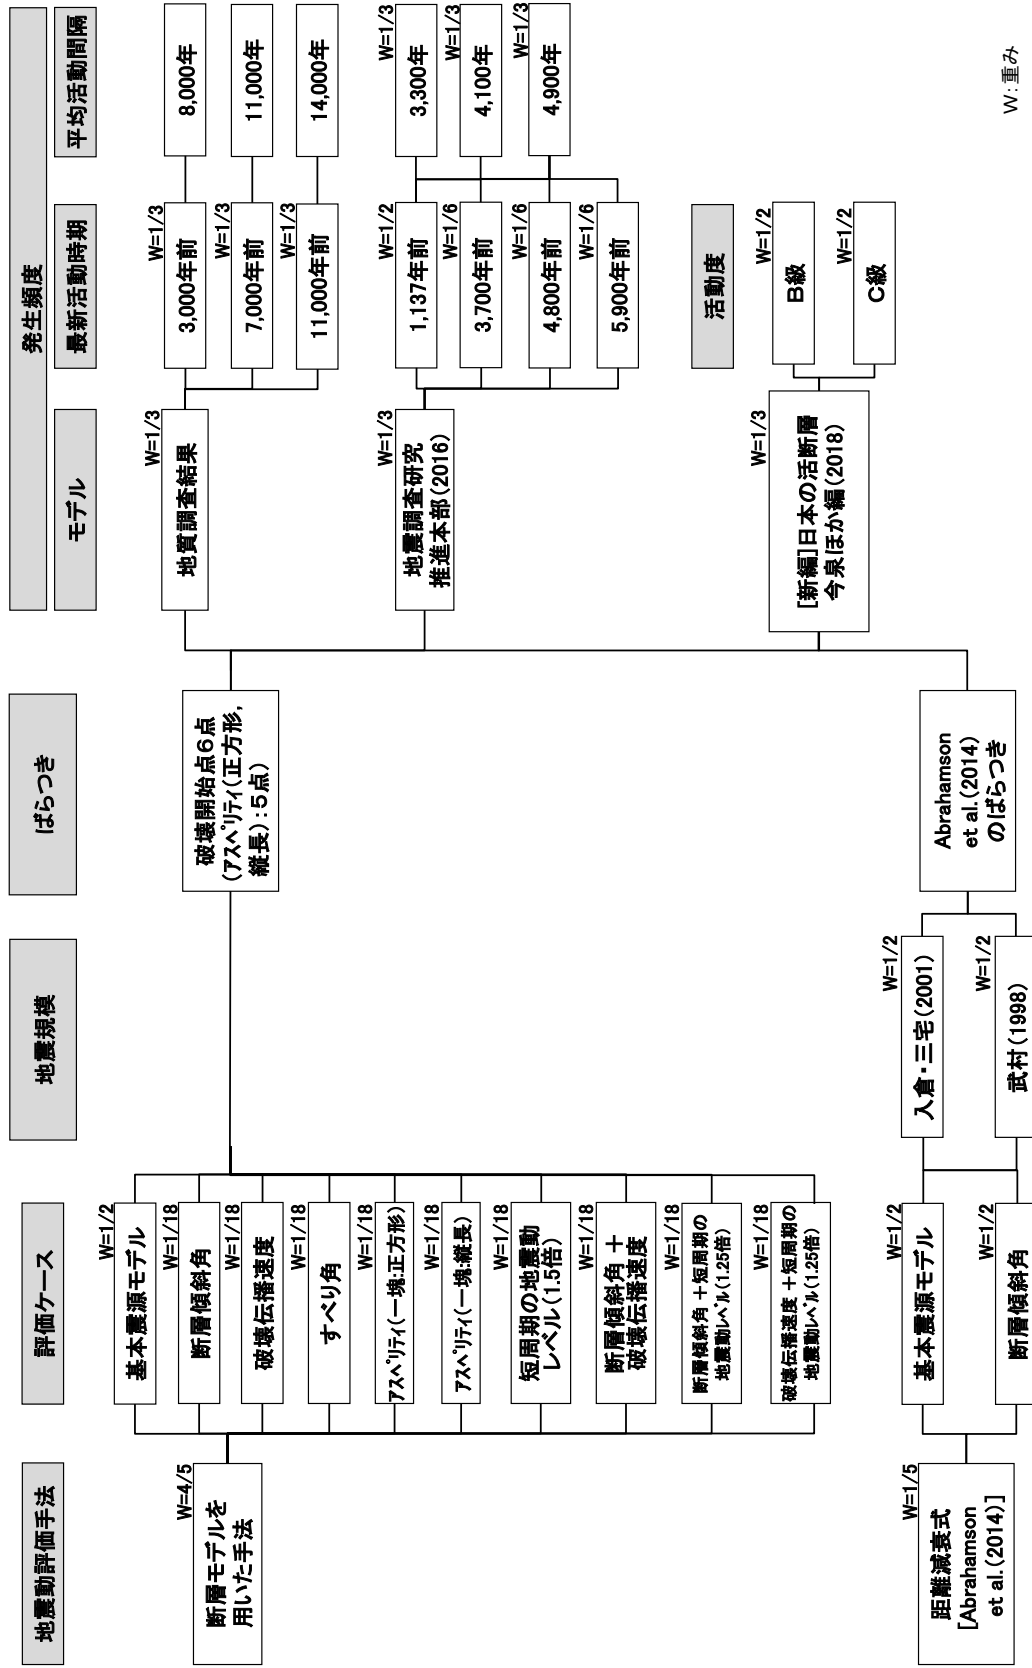 地震動評価手法
評価ケース
地震規模
ばらつき
発生頻度
モデル
最新活動時期
平均活動間隔
W=4/5
断層モデルを
用いた手法
W=1/2
基本震源モデル
W=1/18
断層傾斜角
W=1/18
破壊伝播速度
W=1/18
すべり角
W=1/18
アスペリティ(一塊:正方形)
W=1/18
アスペリティ(一塊:縦長)
W=1/18
短周期の地震動
レベル(1.5倍)
W=1/18
断層傾斜角 +
破壊伝播速度
W=1/18
断層傾斜角 +短周期の
地震動レベル(1.25倍)
W=1/18
破壊伝播速度 +短周期の
地震動レベル(1.25倍)
破壊開始点6点
(アスペリティ(正方形,
縦長):5点)
W=1/3
地質調査結果
W=1/3
3,000年前
8,000年
W=1/3
7,000年前
11,000年
W=1/3
11,000年前
14,000年
W=1/3
地震調査研究
推進本部(2016)
W=1/2
1,137年前
W=1/6
3,700年前
W=1/6
4,800年前
W=1/6
5,900年前
W=1/3
3,300年
W=1/3
4,100年
W=1/3
4,900年
活動度
W=1/3
[新編]日本の活断層
今泉ほか編(2018)
W=1/2
B級
W=1/2
C級
W=1/5
距離減衰式
[Abrahamson
et al.(2014)]
W=1/2
基本震源モデル
W=1/2
断層傾斜角
W=1/2
入倉・三宅(2001)
W=1/2
武村(1998)
Abrahamson
et al.(2014)
のばらつき
W:重み